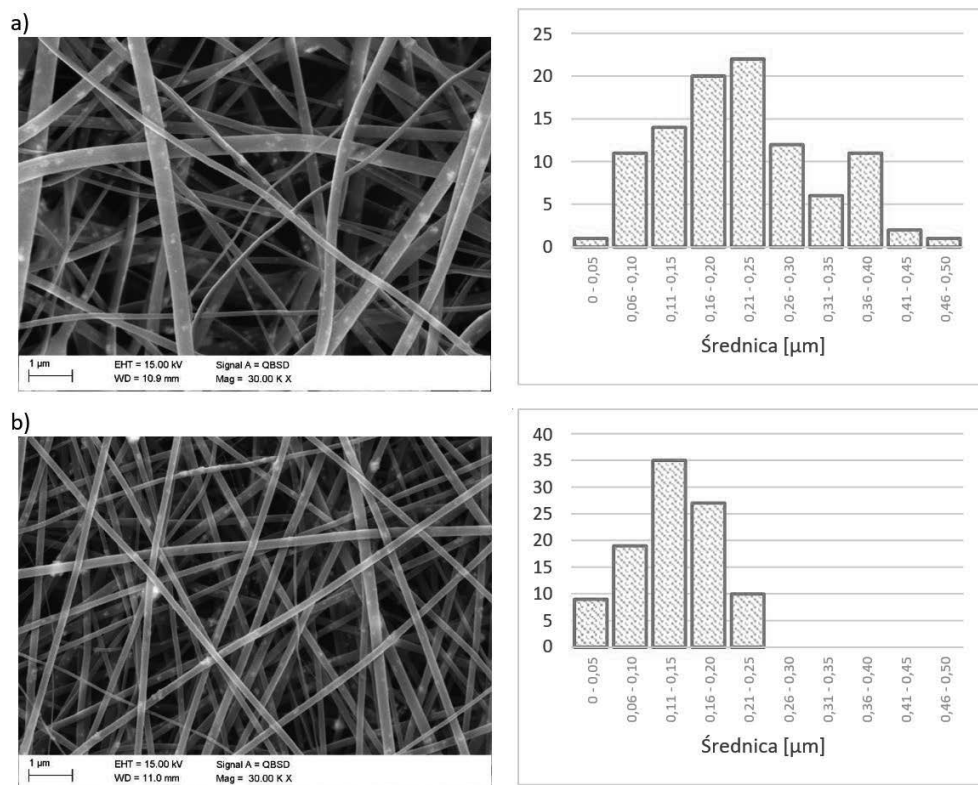 a)
1 µm
EHT = 15.00 kV
Signal A = QBSD
WD = 10.9 mm
Mag = 30.00 K X
25
20
15
10
5
0
0 - 0,05
0,06 - 0,10
0,11 - 0,15
0,16 - 0,20
0,21 - 0,25
0,26 - 0,30
0,31 - 0,35
0,36 - 0,40
0,41 - 0,45
0,46 - 0,50
Średnica [µm]
b)
1 µm
EHT = 15.00 kV
Signal A = QBSD
WD = 11.0 mm
Mag = 30.00 K X
40
35
30
25
20
15
10
5
0
0 - 0,05
0,06 - 0,10
0,11 - 0,15
0,16 - 0,20
0,21 - 0,25
0,26 - 0,30
0,31 - 0,35
0,36 - 0,40
0,41 - 0,45
0,46 - 0,50
Średnica [µm]